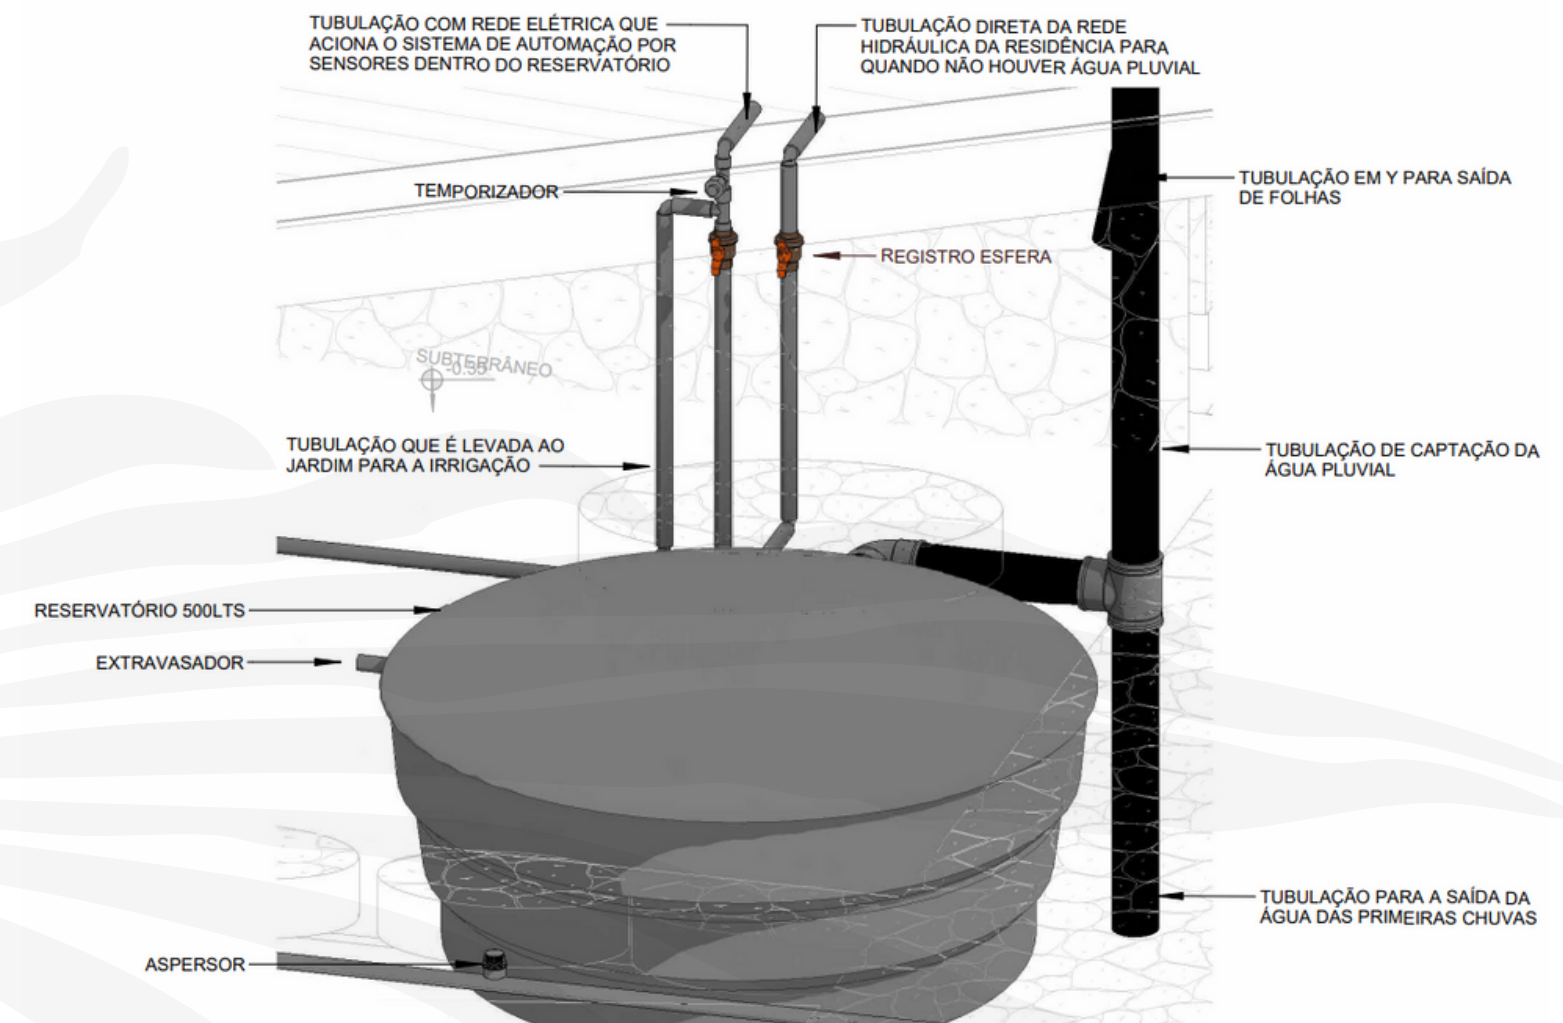 TUBULAÇÃO COM REDE ELÉTRICA QUE
ACIONA O SISTEMA DE AUTOMAÇÃO POR
SENSORES DENTRO DO RESERVATÓRIO
TUBULAÇÃO DIRETA DA REDE
HIDRÁULICA DA RESIDÊNCIA PARA
QUANDO NÃO HOUVER ÁGUA PLUVIAL
TEMPORIZADOR
TUBULAÇÃO EM Y PARA SAÍDA
DE FOLHAS
REGISTRO ESFERA
SUBTERRÂNEO
-0.35
TUBULAÇÃO QUE É LEVADA AO
JARDIM PARA A IRRIGAÇÃO
TUBULAÇÃO DE CAPTAÇÃO DA
ÁGUA PLUVIAL
RESERVATÓRIO 500LTS
EXTRAVASADOR
TUBULAÇÃO PARA A SAÍDA DA
ÁGUA DAS PRIMEIRAS CHUVAS
ASPERSOR